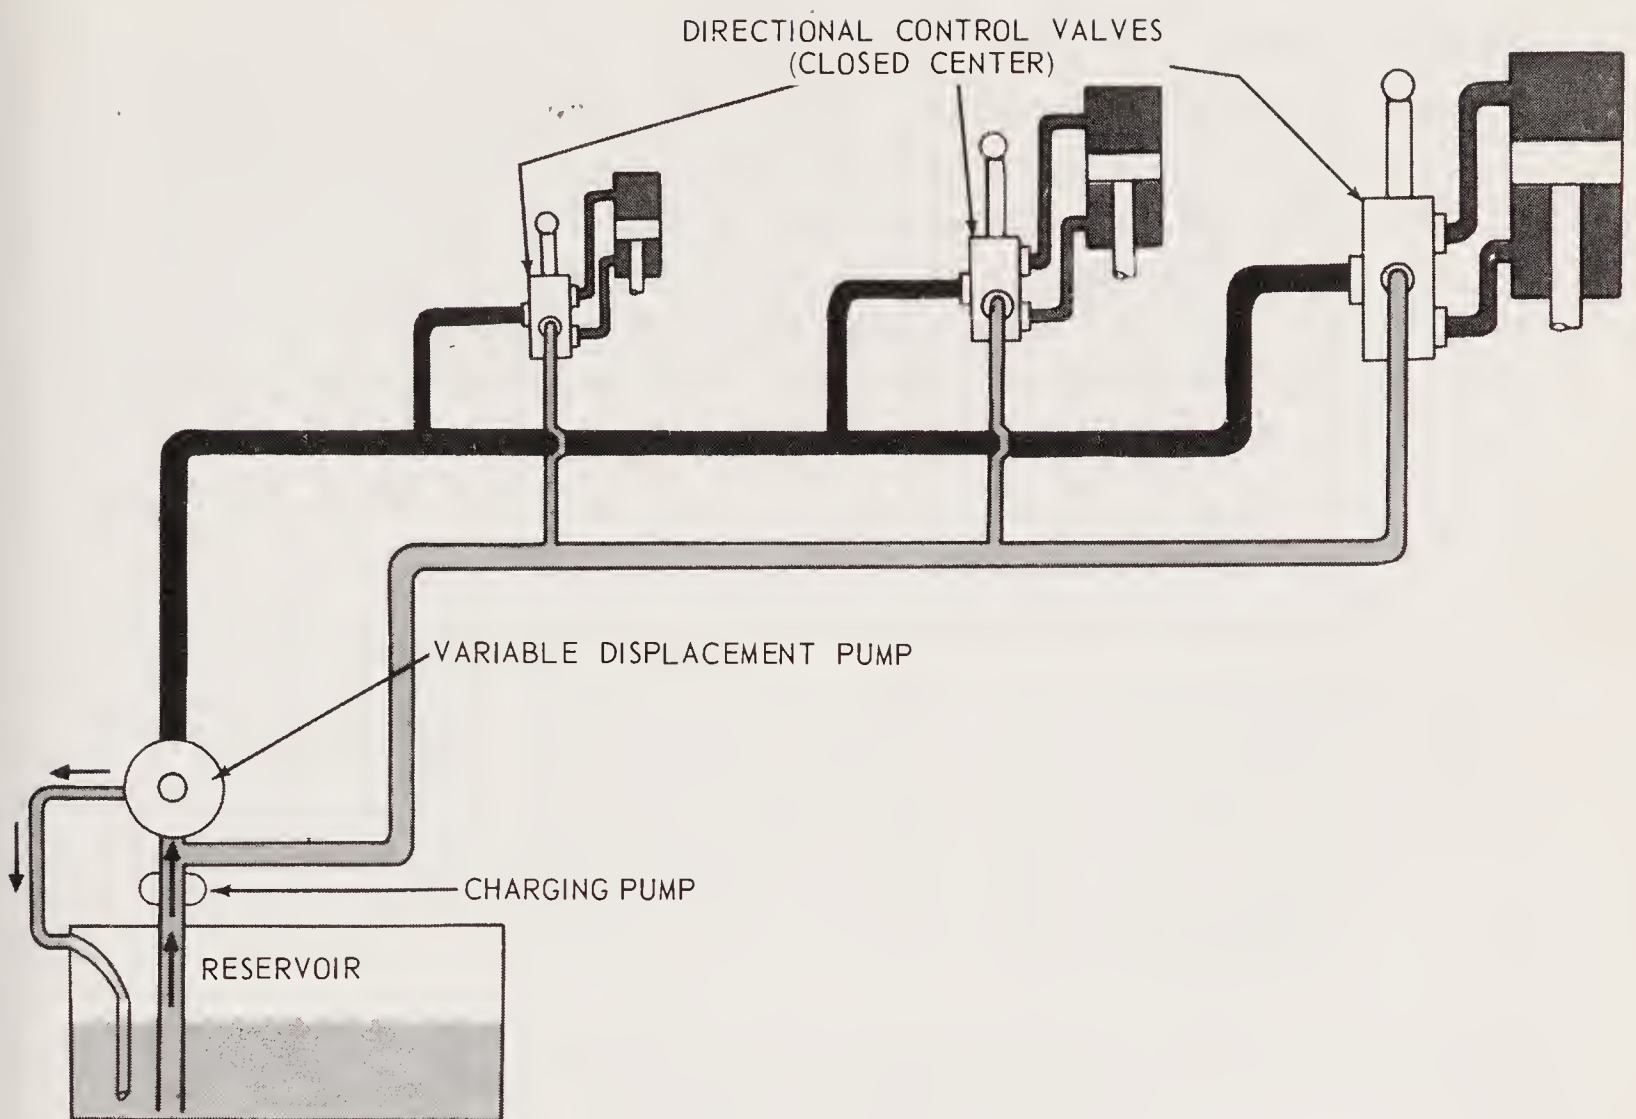 DIRECTIONAL CONTROL VALVES
(CLOSED CENTER)
VARIABLE DISPLACEMENT PUMP
CHARGING PUMP
RESERVOIR